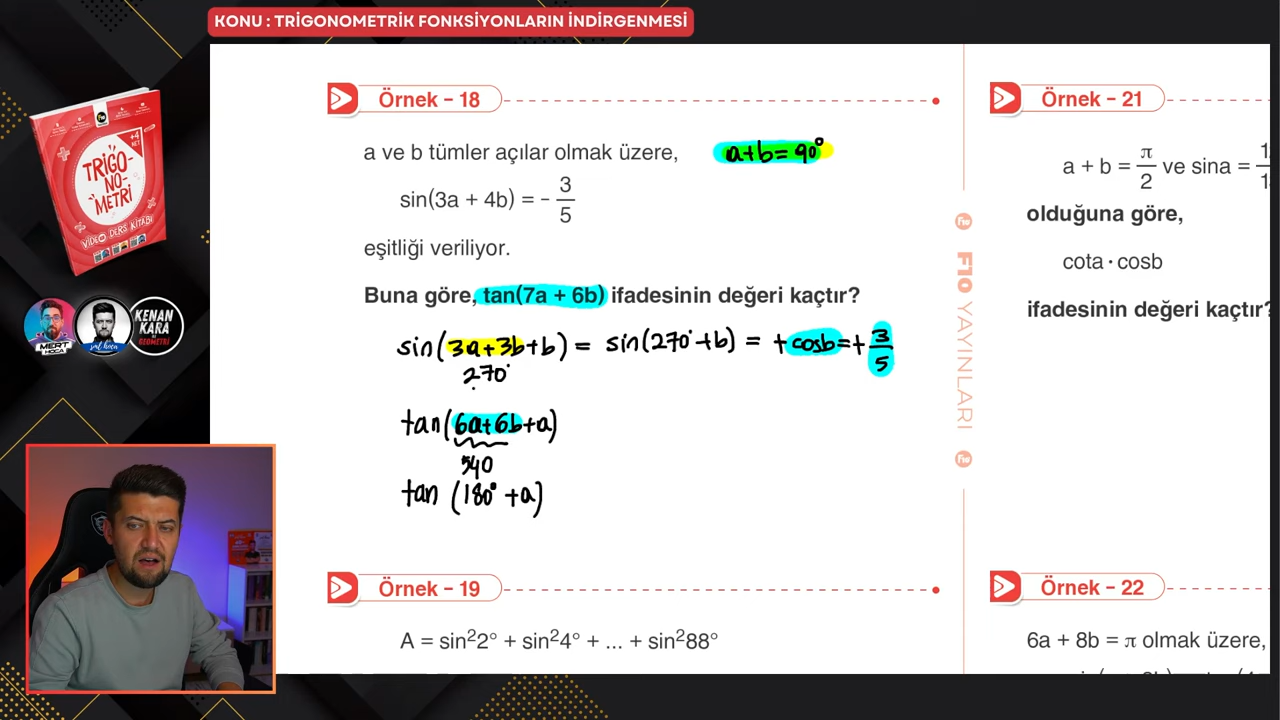 KONU : TRİGONOMETRİK FONKSİYONLARIN İNDİRGENMESİ
+4 NET
TRİGO-
NO-
METRİ
VİDEO DERS KİTABI
MERT HOCA
KENAN
KARA
GEOMETRİ
Örnek – 18
a ve b tümler açılar olmak üzere,
a+b=90°
sin(3a + 4b) = - 3/5
eşitliği veriliyor.
Buna göre, tan(7a + 6b) ifadesinin değeri kaçtır?
sin(3a+3b+b) = sin(270°+b) = +cosb=+3/5
270°
tan(6a+6b+a)
540
tan (180° +a)
Örnek – 19
A = sin²2° + sin²4° + ... + sin²88°
F10 YAYINLARI
Örnek – 21
a + b = π/2 ve sina =
olduğuna göre,
cota · cosb
ifadesinin değeri kaçtır?
Örnek – 22
6a + 8b = π olmak üzere,